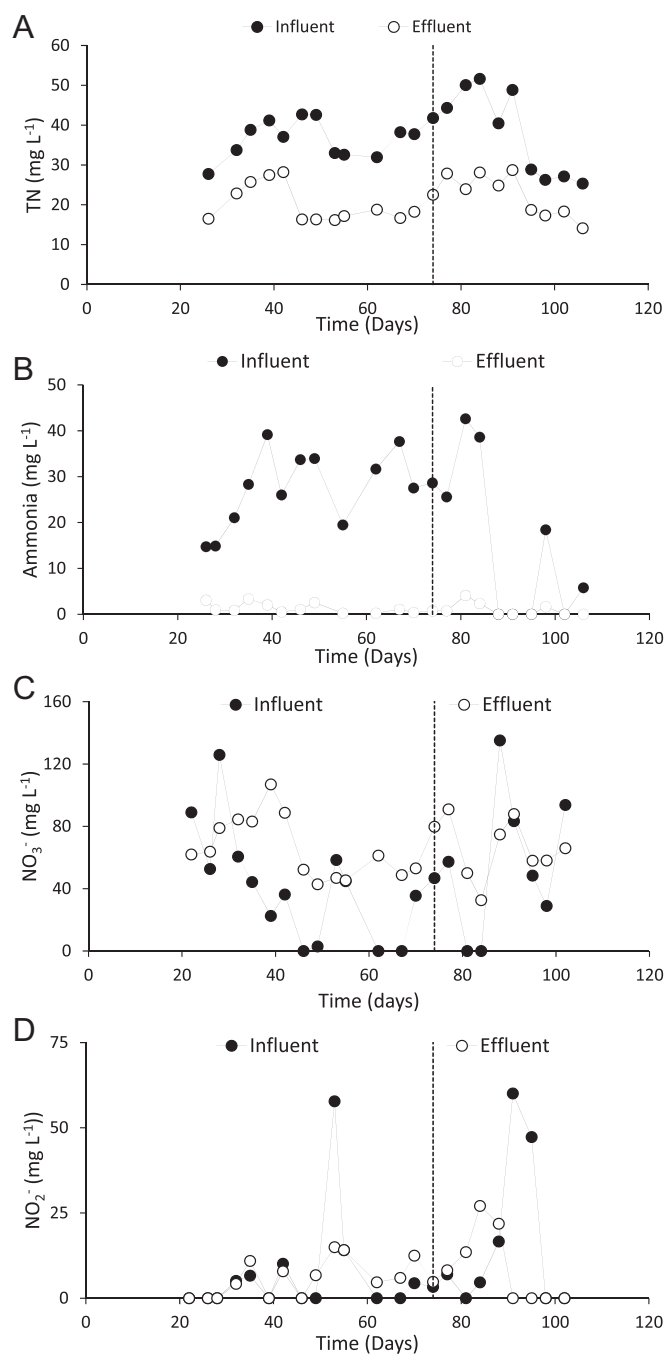 A
Influent Effluent
60
50
40
30
20
10
0
TN (mg L-1)
0 20 40 60 80 100 120
Time (Days)
B
Influent Effluent
50
40
30
20
10
0
Ammonia (mg L-1)
0 20 40 60 80 100 120
Time (Days)
C
Influent Effluent
160
120
80
40
0
NO3- (mg L-1)
0 20 40 60 80 100 120
Time (days)
D
Influent Effluent
75
50
25
0
NO2- (mg L-1))
0 20 40 60 80 100 120
Time (Days)